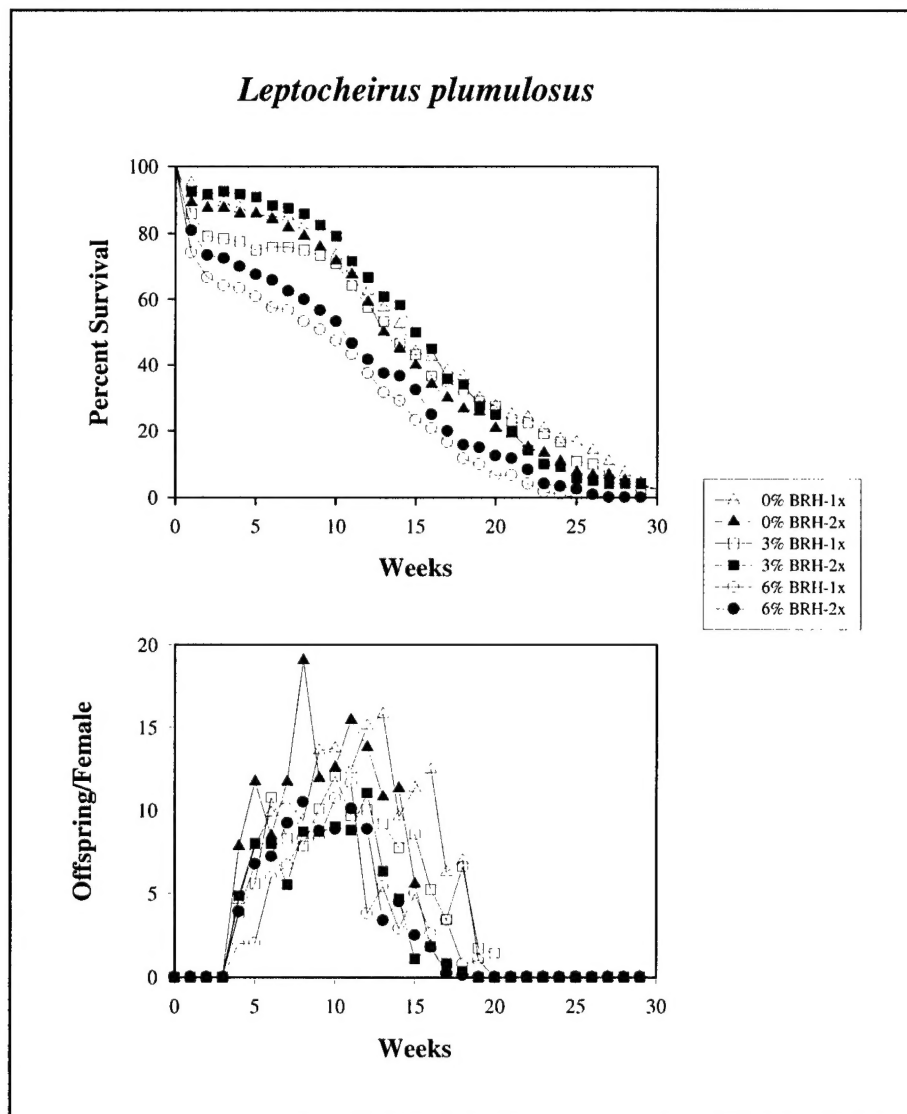 Leptocheirus plumulosus
100
80
60
40
20
0
Percent Survival
0 5 10 15 20 25 30
Weeks
0% BRH-1x
0% BRH-2x
3% BRH-1x
3% BRH-2x
6% BRH-1x
6% BRH-2x
20
15
10
5
0
Offspring/Female
0 5 10 15 20 25 30
Weeks